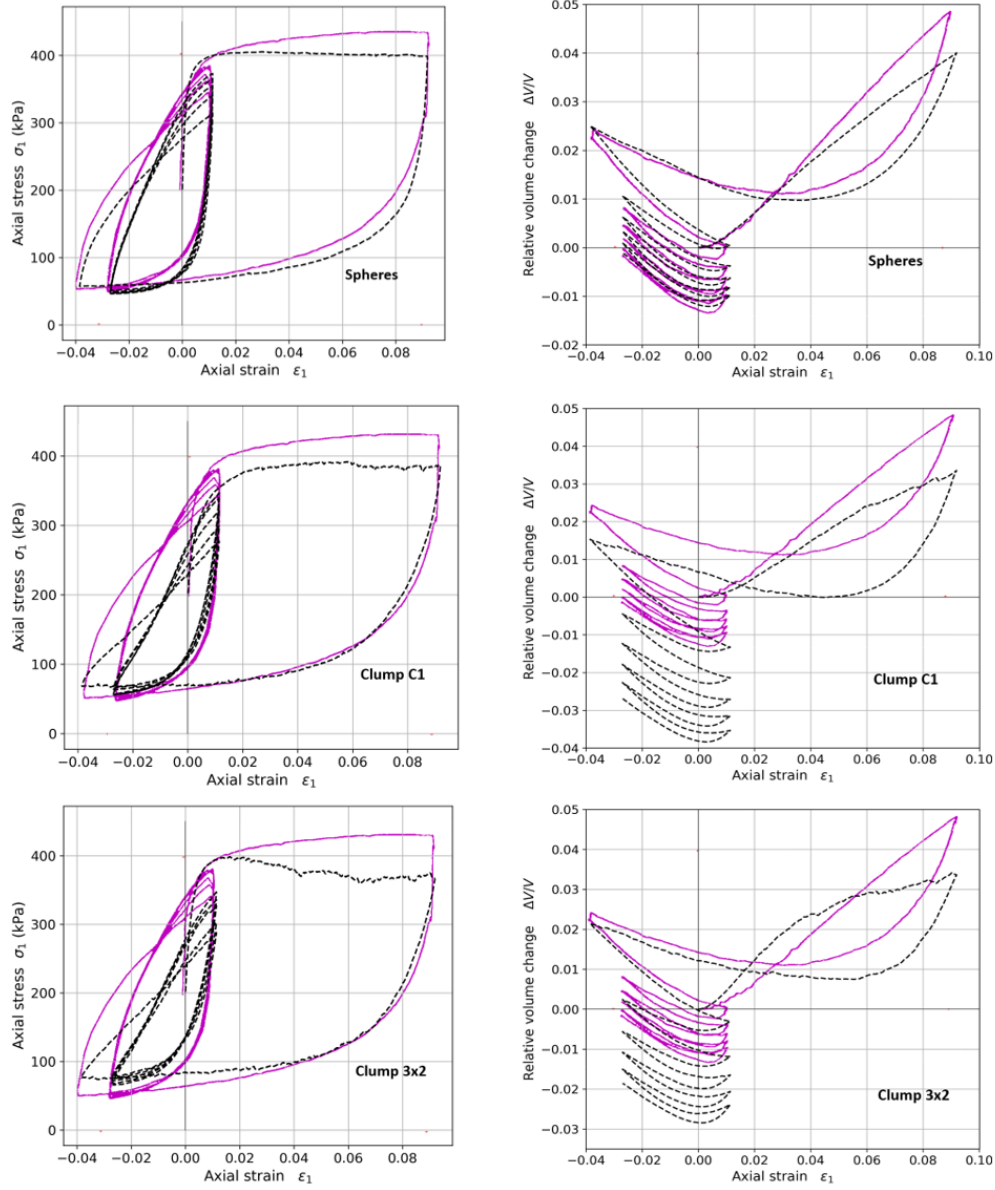 Axial stress σ₁ (kPa)
400
300
200
100
0
Spheres
−0.04 −0.02 0.00 0.02 0.04 0.06 0.08
Axial strain ε₁
Relative volume change ΔV/V
0.05
0.04
0.03
0.02
0.01
0.00
−0.01
−0.02
Spheres
−0.04 −0.02 0.00 0.02 0.04 0.06 0.08 0.10
Axial strain ε₁
Axial stress σ₁ (kPa)
400
300
200
100
0
Clump C1
−0.04 −0.02 0.00 0.02 0.04 0.06 0.08
Axial strain ε₁
Relative volume change ΔV/V
0.05
0.04
0.03
0.02
0.01
0.00
−0.01
−0.02
−0.03
−0.04
Clump C1
−0.04 −0.02 0.00 0.02 0.04 0.06 0.08 0.10
Axial strain ε₁
Axial stress σ₁ (kPa)
400
300
200
100
0
Clump 3x2
−0.04 −0.02 0.00 0.02 0.04 0.06 0.08
Axial strain ε₁
Relative volume change ΔV/V
0.05
0.04
0.03
0.02
0.01
0.00
−0.01
−0.02
−0.03
Clump 3x2
−0.04 −0.02 0.00 0.02 0.04 0.06 0.08 0.10
Axial strain ε₁